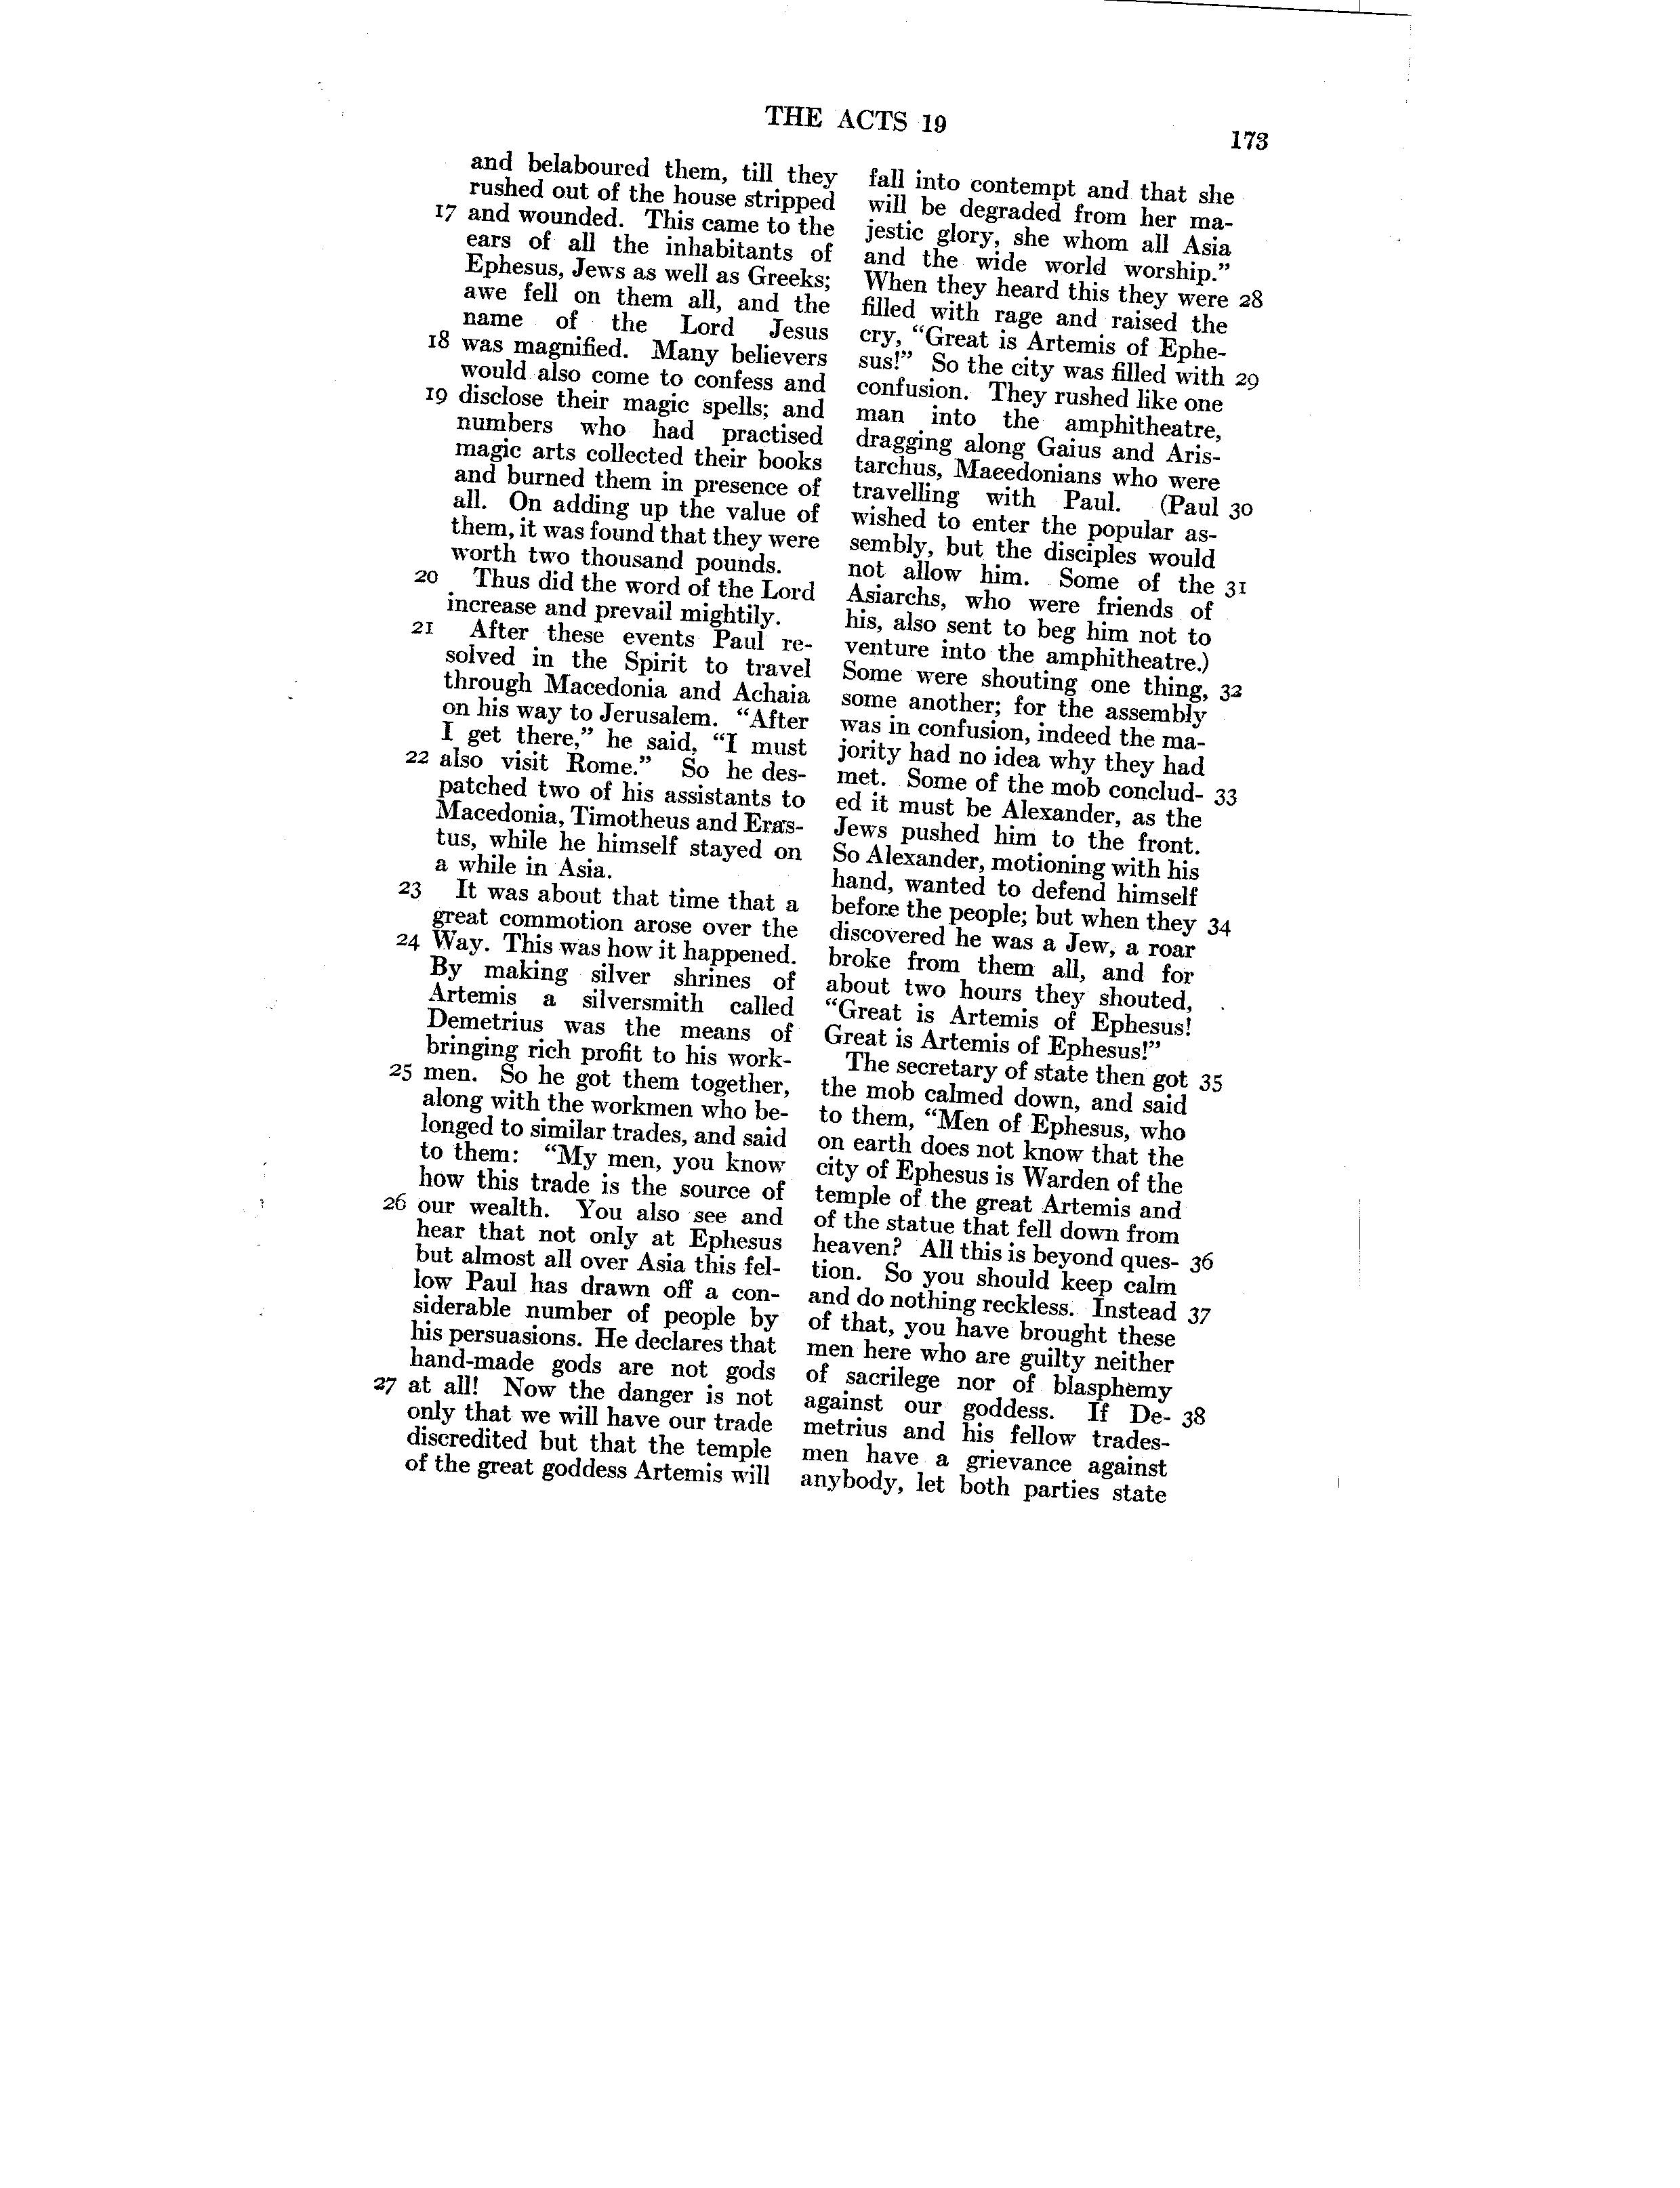 THE ACTS 19
173
and belaboured them, till they
rushed out of the house stripped
17 and wounded. This came to the
ears of all the inhabitants of
Ephesus, Jews as well as Greeks;
awe fell on them all, and the
name of the Lord Jesus
18 was magnified. Many believers
would also come to confess and
19 disclose their magic spells; and
numbers who had practised
magic arts collected their books
and burned them in presence of
all. On adding up the value of
them, it was found that they were
worth two thousand pounds.
20 Thus did the word of the Lord
increase and prevail mightily.
21 After these events Paul re-
solved in the Spirit to travel
through Macedonia and Achaia
on his way to Jerusalem. “After
I get there,” he said, “I must
22 also visit Rome.” So he des-
patched two of his assistants to
Macedonia, Timotheus and Eras-
tus, while he himself stayed on
a while in Asia.
23 It was about that time that a
great commotion arose over the
24 Way. This was how it happened.
By making silver shrines of
Artemis a silversmith called
Demetrius was the means of
bringing rich profit to his work-
25 men. So he got them together,
along with the workmen who be-
longed to similar trades, and said
to them: “My men, you know
how this trade is the source of
26 our wealth. You also see and
hear that not only at Ephesus
but almost all over Asia this fel-
low Paul has drawn off a con-
siderable number of people by
his persuasions. He declares that
hand-made gods are not gods
27 at all! Now the danger is not
only that we will have our trade
discredited but that the temple
of the great goddess Artemis will
fall into contempt and that she
will be degraded from her ma-
jestic glory, she whom all Asia
and the wide world worship.”
When they heard this they were 28
filled with rage and raised the
cry, “Great is Artemis of Ephe-
sus!” So the city was filled with 29
confusion. They rushed like one
man into the amphitheatre,
dragging along Gaius and Aris-
tarchus, Macedonians who were
travelling with Paul. (Paul 30
wished to enter the popular as-
sembly, but the disciples would
not allow him. Some of the 31
Asiarchs, who were friends of
his, also sent to beg him not to
venture into the amphitheatre.)
Some were shouting one thing, 32
some another; for the assembly
was in confusion, indeed the ma-
jority had no idea why they had
met. Some of the mob conclud- 33
ed it must be Alexander, as the
Jews pushed him to the front.
So Alexander, motioning with his
hand, wanted to defend himself
before the people; but when they 34
discovered he was a Jew, a roar
broke from them all, and for
about two hours they shouted,
“Great is Artemis of Ephesus!
Great is Artemis of Ephesus!”
The secretary of state then got 35
the mob calmed down, and said
to them, “Men of Ephesus, who
on earth does not know that the
city of Ephesus is Warden of the
temple of the great Artemis and
of the statue that fell down from
heaven? All this is beyond ques- 36
tion. So you should keep calm
and do nothing reckless. Instead 37
of that, you have brought these
men here who are guilty neither
of sacrilege nor of blasphemy
against our goddess. If De- 38
metrius and his fellow trades-
men have a grievance against
anybody, let both parties state